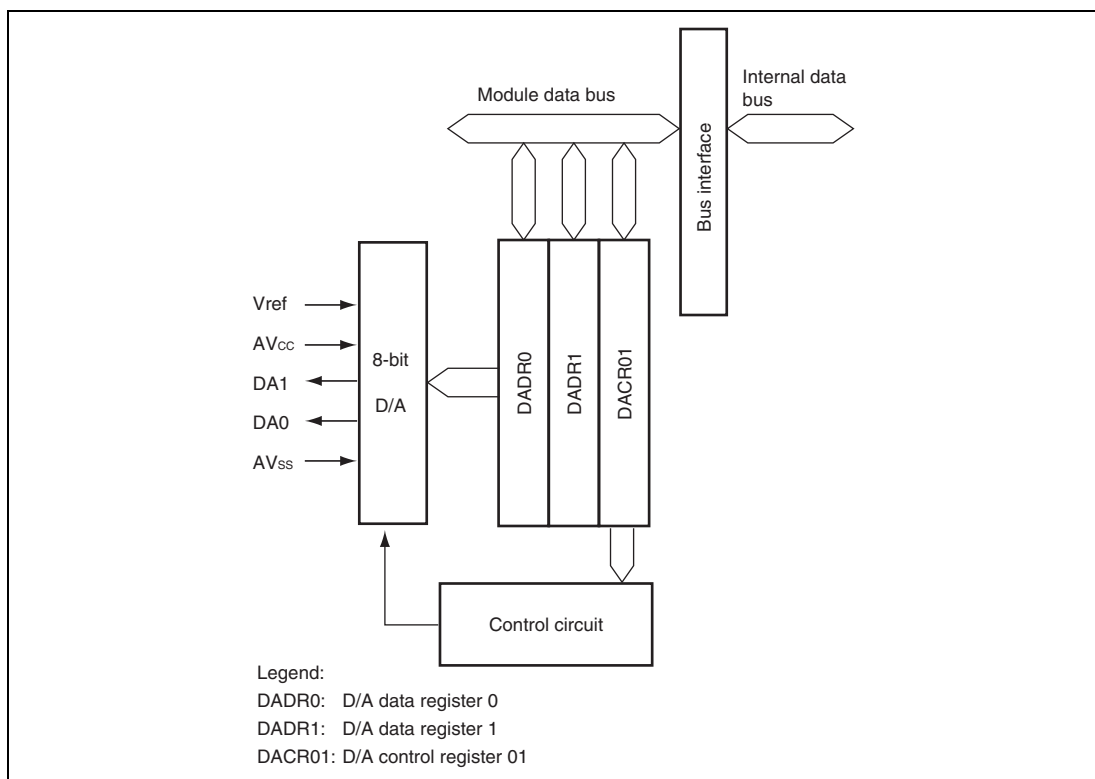 Module data bus
Internal data
bus
Bus interface
Vref
AVCC
DA1
DA0
AVSS
8-bit
D/A
DADR0
DADR1
DACR01
Control circuit
Legend:
DADR0: D/A data register 0
DADR1: D/A data register 1
DACR01: D/A control register 01